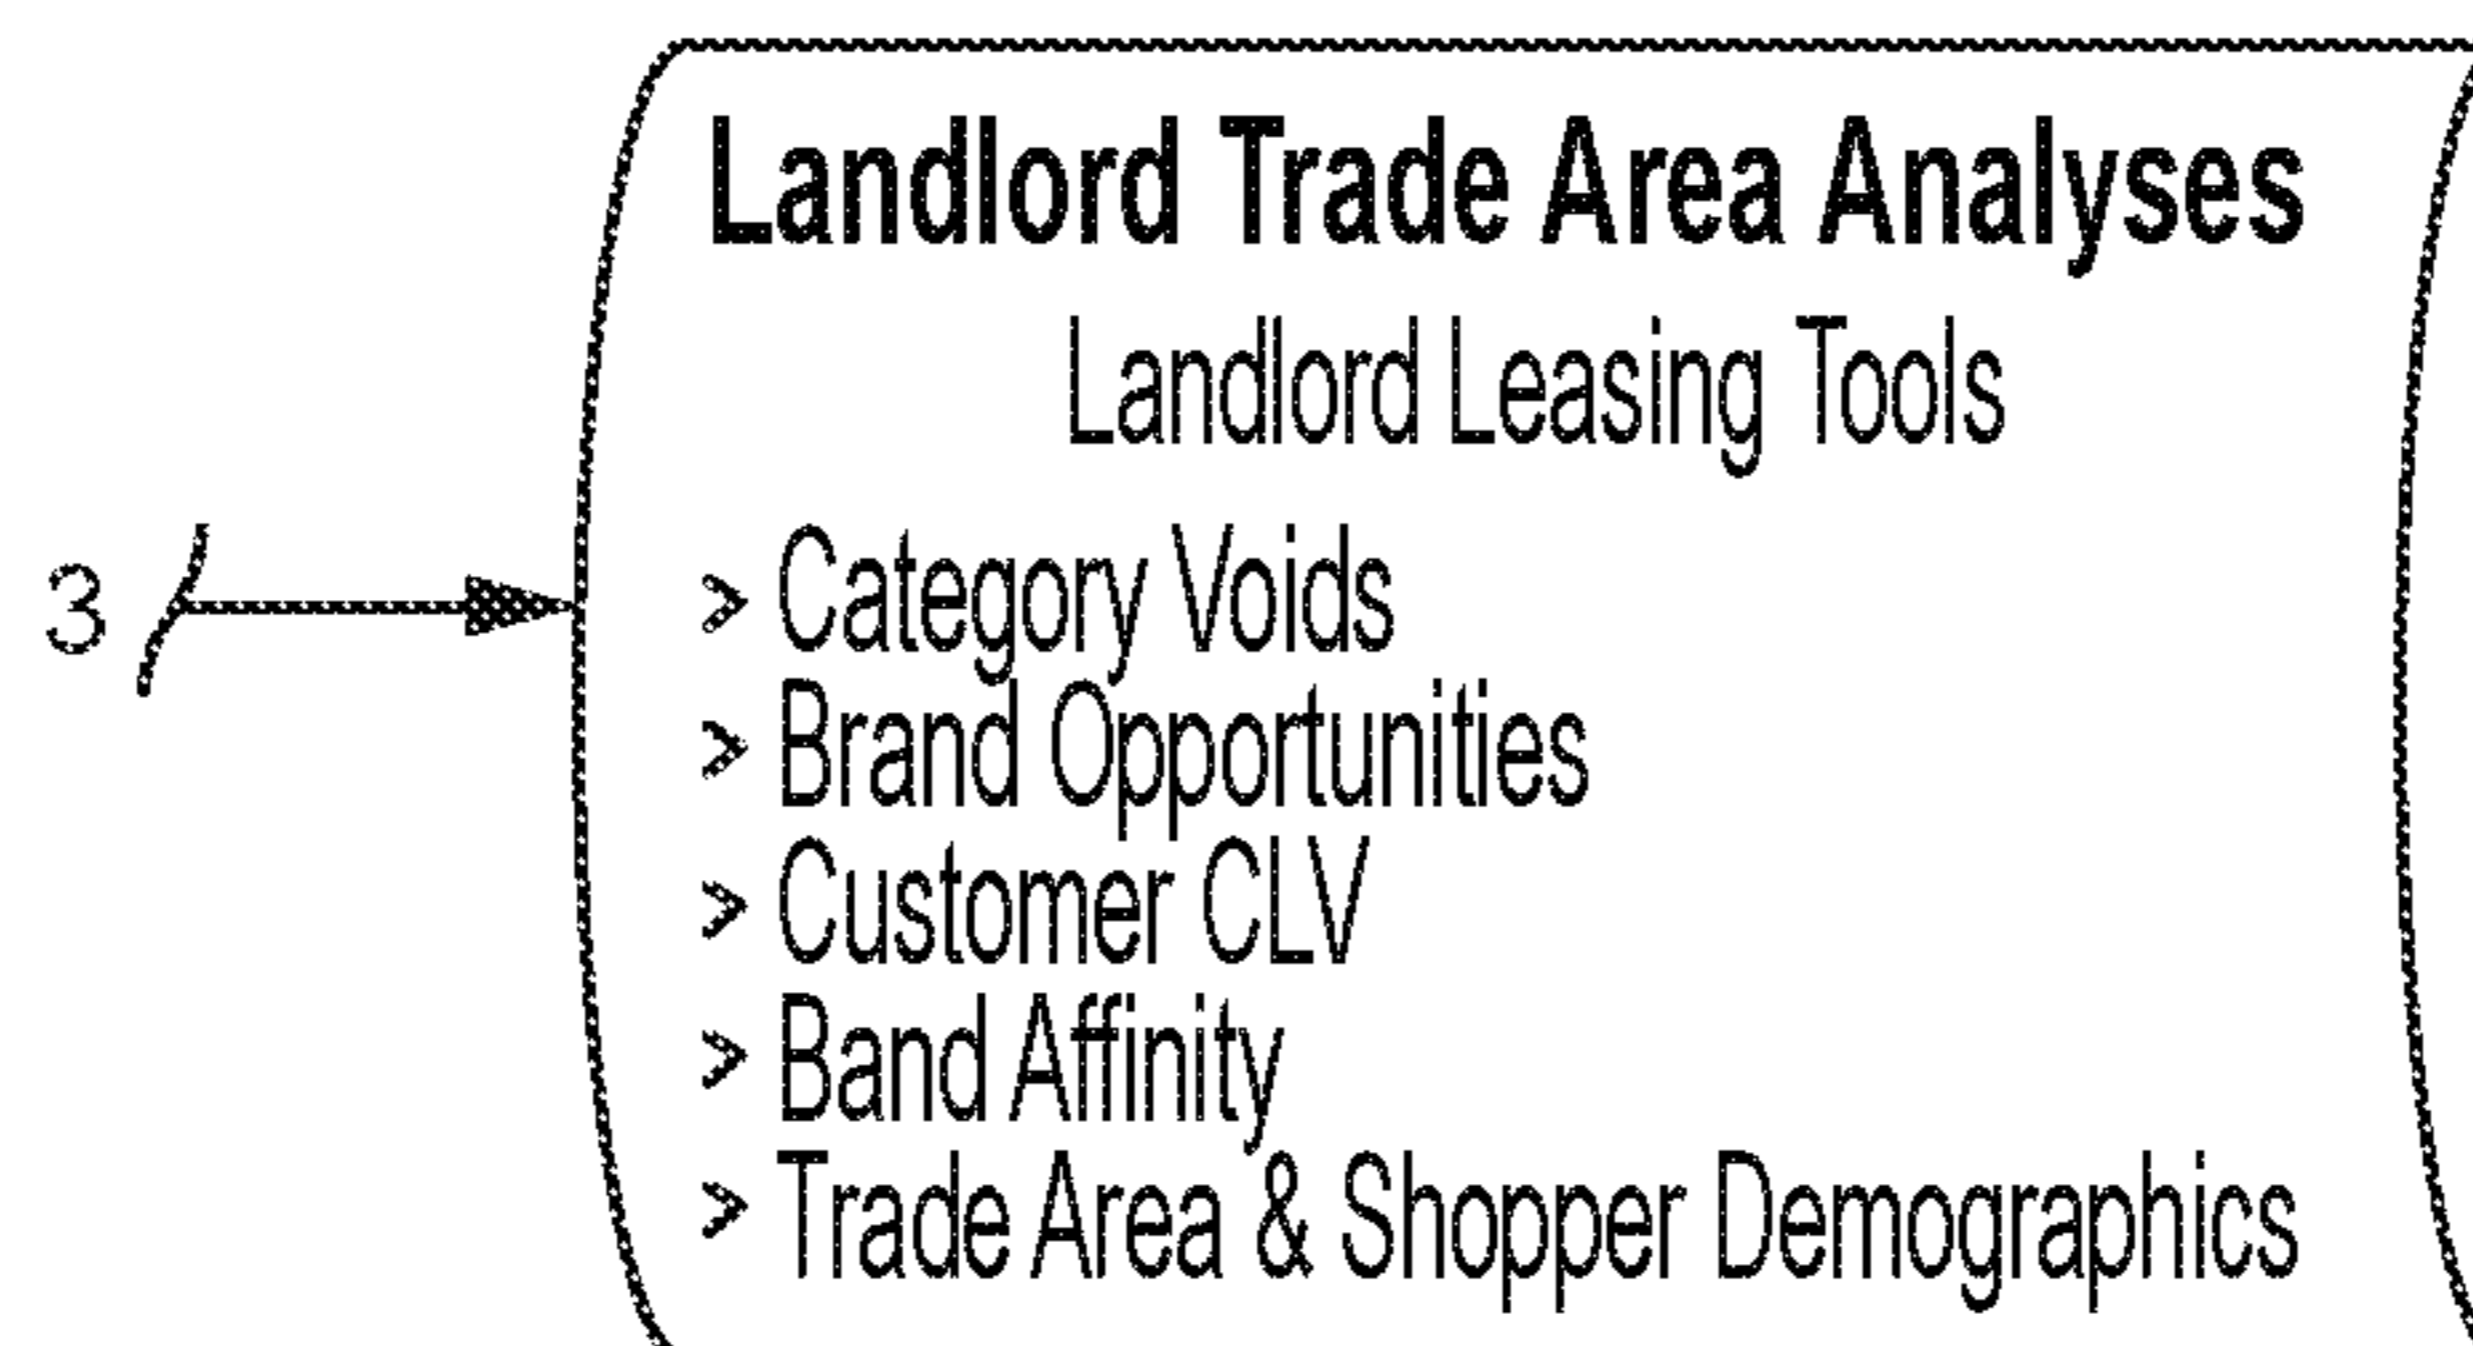 Landlord Trade Area Analyses
Landlord Leasing Tools
3
> Category Voids
> Brand Opportunities
> Customer CLV
> Band Affinity
> Trade Area & Shopper Demographics